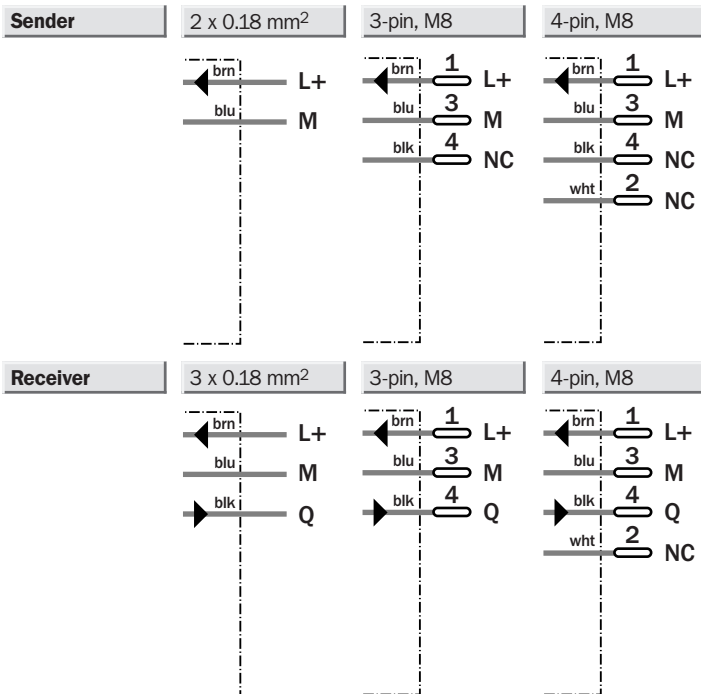 Sender 2 x 0.18 mm² 3-pin, M8 4-pin, M8
brn L+ brn 1 L+ brn 1 L+
blu M blu 3 M blu 3 M
blk 4 NC blk 4 NC
wht 2 NC
Receiver 3 x 0.18 mm² 3-pin, M8 4-pin, M8
brn L+ brn 1 L+ brn 1 L+
blu M blu 3 M blu 3 M
blk Q blk 4 Q blk 4 Q
wht 2 NC